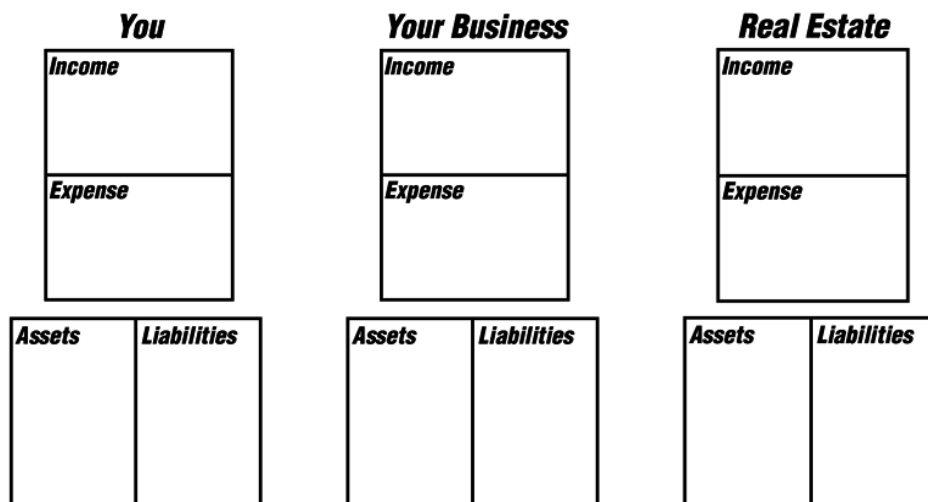 You Your Business Real Estate
Income Income Income
Expense Expense Expense
Assets Liabilities Assets Liabilities Assets Liabilities